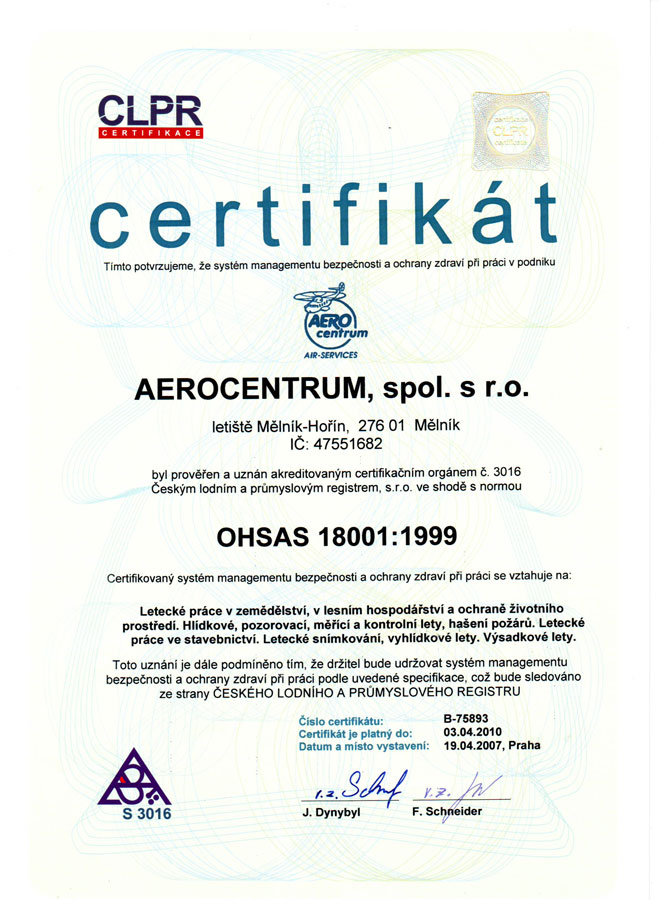 CLPR
CERTIFIKACE
certifikace
CLPR
certifikace
certifikát
Tímto potvrzujeme, že systém managementu bezpečnosti a ochrany zdraví při práci v podniku
AERO
centrum
AIR-SERVICES
AEROCENTRUM, spol. s r.o.
letiště Mělník-Hořín, 276 01 Mělník
IČ: 47551682
byl prověřen a uznán akreditovaným certifikačním orgánem č. 3016
Českým lodním a průmyslovým registrem, s.r.o. ve shodě s normou
OHSAS 18001:1999
Certifikovaný systém managementu bezpečnosti a ochrany zdraví při práci se vztahuje na:
Letecké práce v zemědělství, v lesním hospodářství a ochraně životního
prostředí. Hlídkové, pozorovací, měřící a kontrolní lety, hašení požárů. Letecké
práce ve stavebnictví. Letecké snímkování, vyhlídkové lety. Výsadkové lety.
Toto uznání je dále podmíněno tím, že držitel bude udržovat systém managementu
bezpečnosti a ochrany zdraví při práci podle uvedené specifikace, což bude sledováno
ze strany ČESKÉHO LODNÍHO A PRŮMYSLOVÉHO REGISTRU
Číslo certifikátu: B-75893
Certifikát je platný do: 03.04.2010
Datum a místo vystavení: 19.04.2007, Praha
S 3016
v.z. v.z.
J. Dynybyl F. Schneider